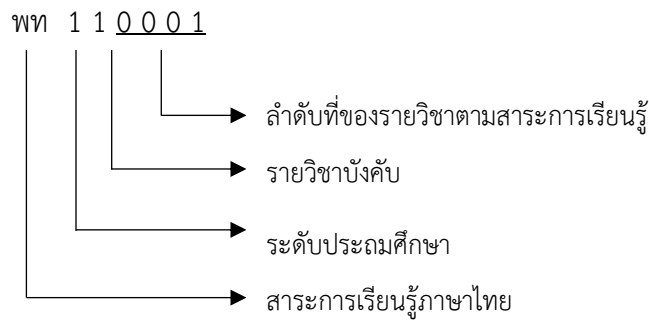 พท 1 1 0 0 0 1
ลำดับที่ของรายวิชาตามสาระการเรียนรู้
รายวิชาบังคับ
ระดับประถมศึกษา
สาระการเรียนรู้ภาษาไทย